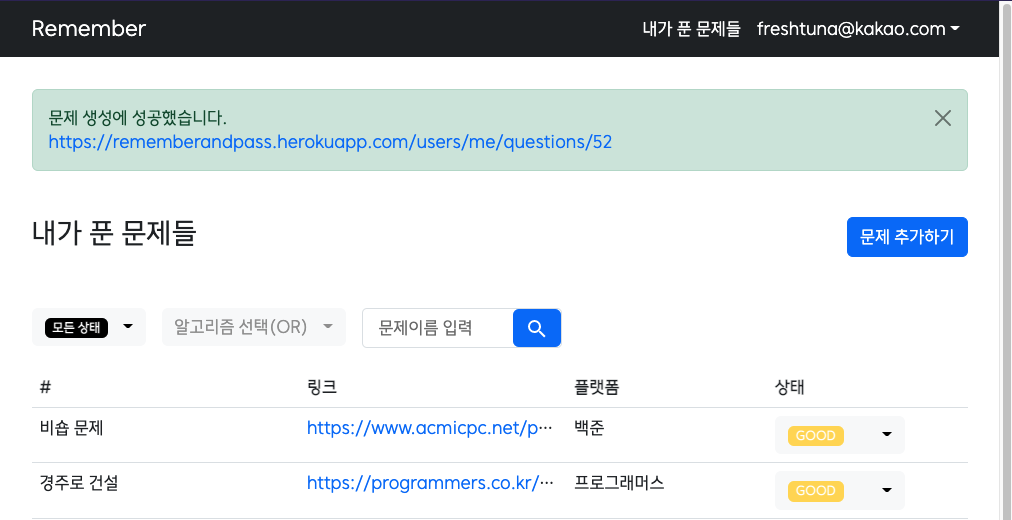 Remember 내가 푼 문제들 freshtuna@kakao.com
문제 생성에 성공했습니다.
https://rememberandpass.herokuapp.com/users/me/questions/52
내가 푼 문제들 문제 추가하기
모든 상태 알고리즘 선택(OR) 문제이름 입력
# 링크 플랫폼 상태
비숍 문제 https://www.acmicpc.net/p… 백준 GOOD
경주로 건설 https://programmers.co.kr/… 프로그래머스 GOOD